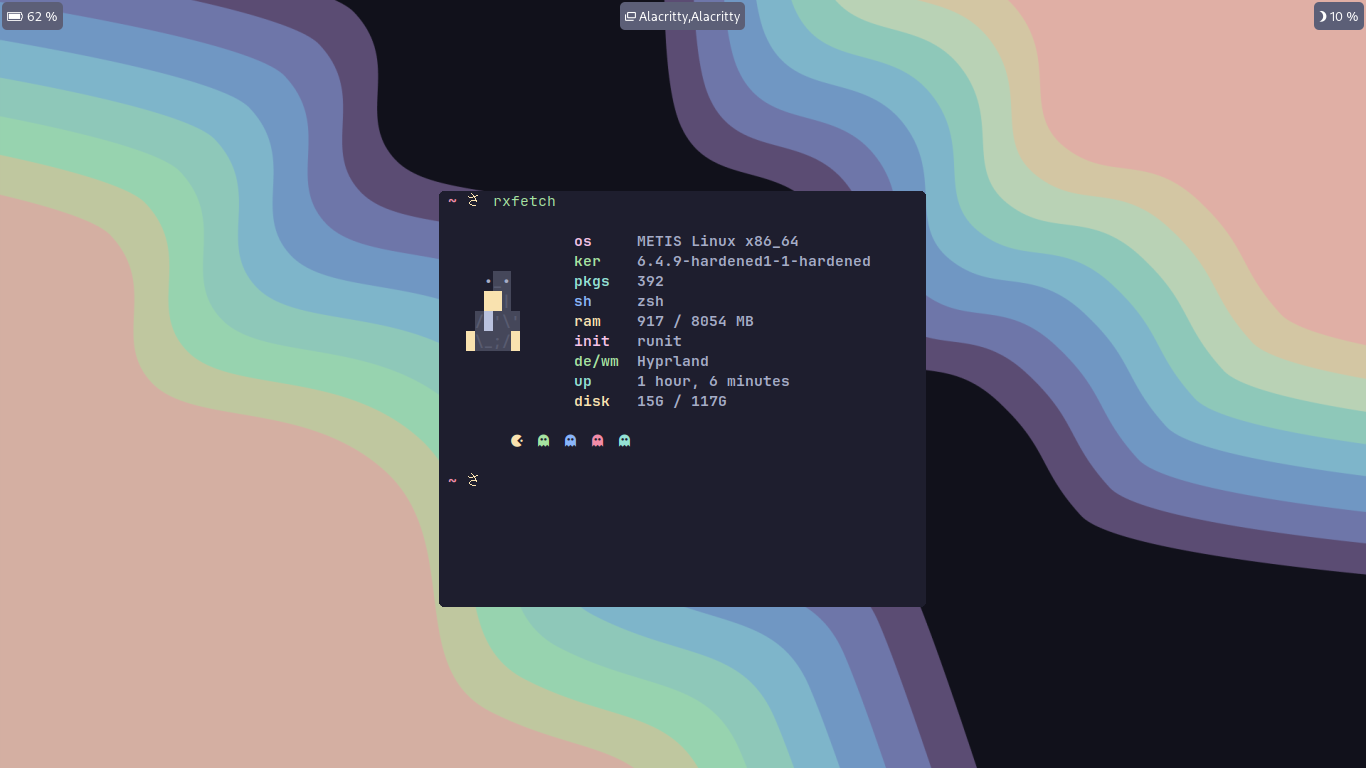 62 %
Alacritty,Alacritty
10 %
~ rxfetch
os METIS Linux x86_64
ker 6.4.9-hardened1-1-hardened
pkgs 392
sh zsh
ram 917 / 8054 MB
init runit
de/wm Hyprland
up 1 hour, 6 minutes
disk 15G / 117G
~